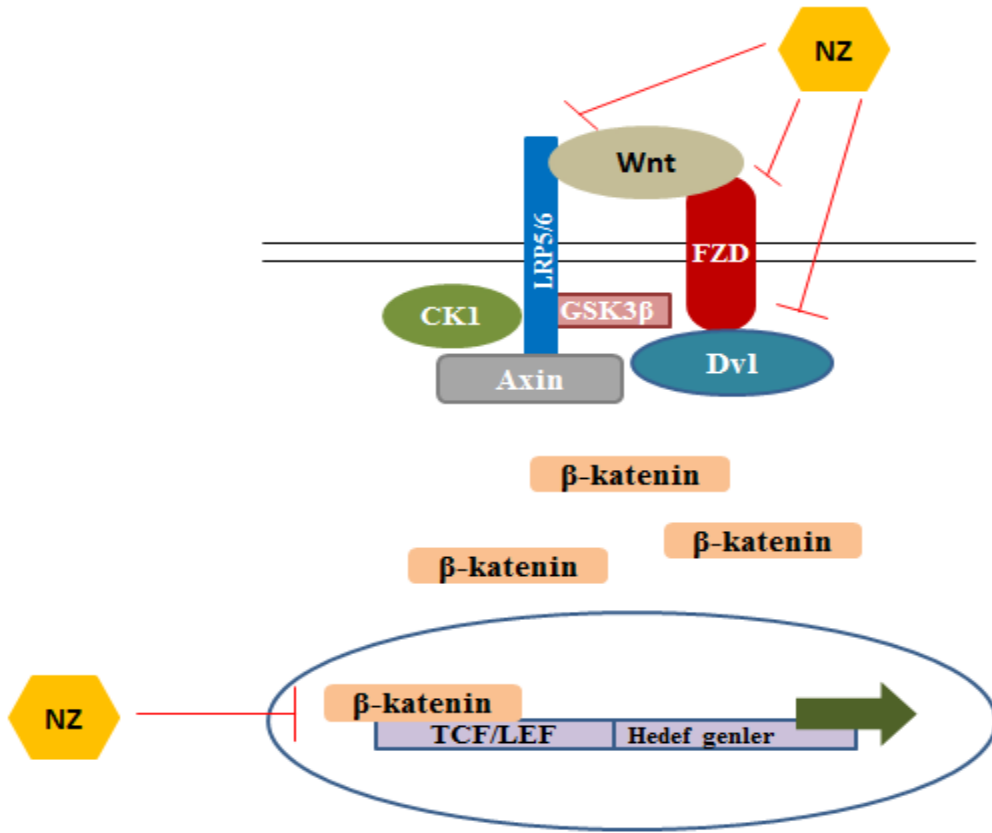 NZ
Wnt
LRP5/6
FZD
CK1
GSK3β
Axin
Dvl
β-katenin
β-katenin
β-katenin
NZ
β-katenin
TCF/LEF
Hedef genler